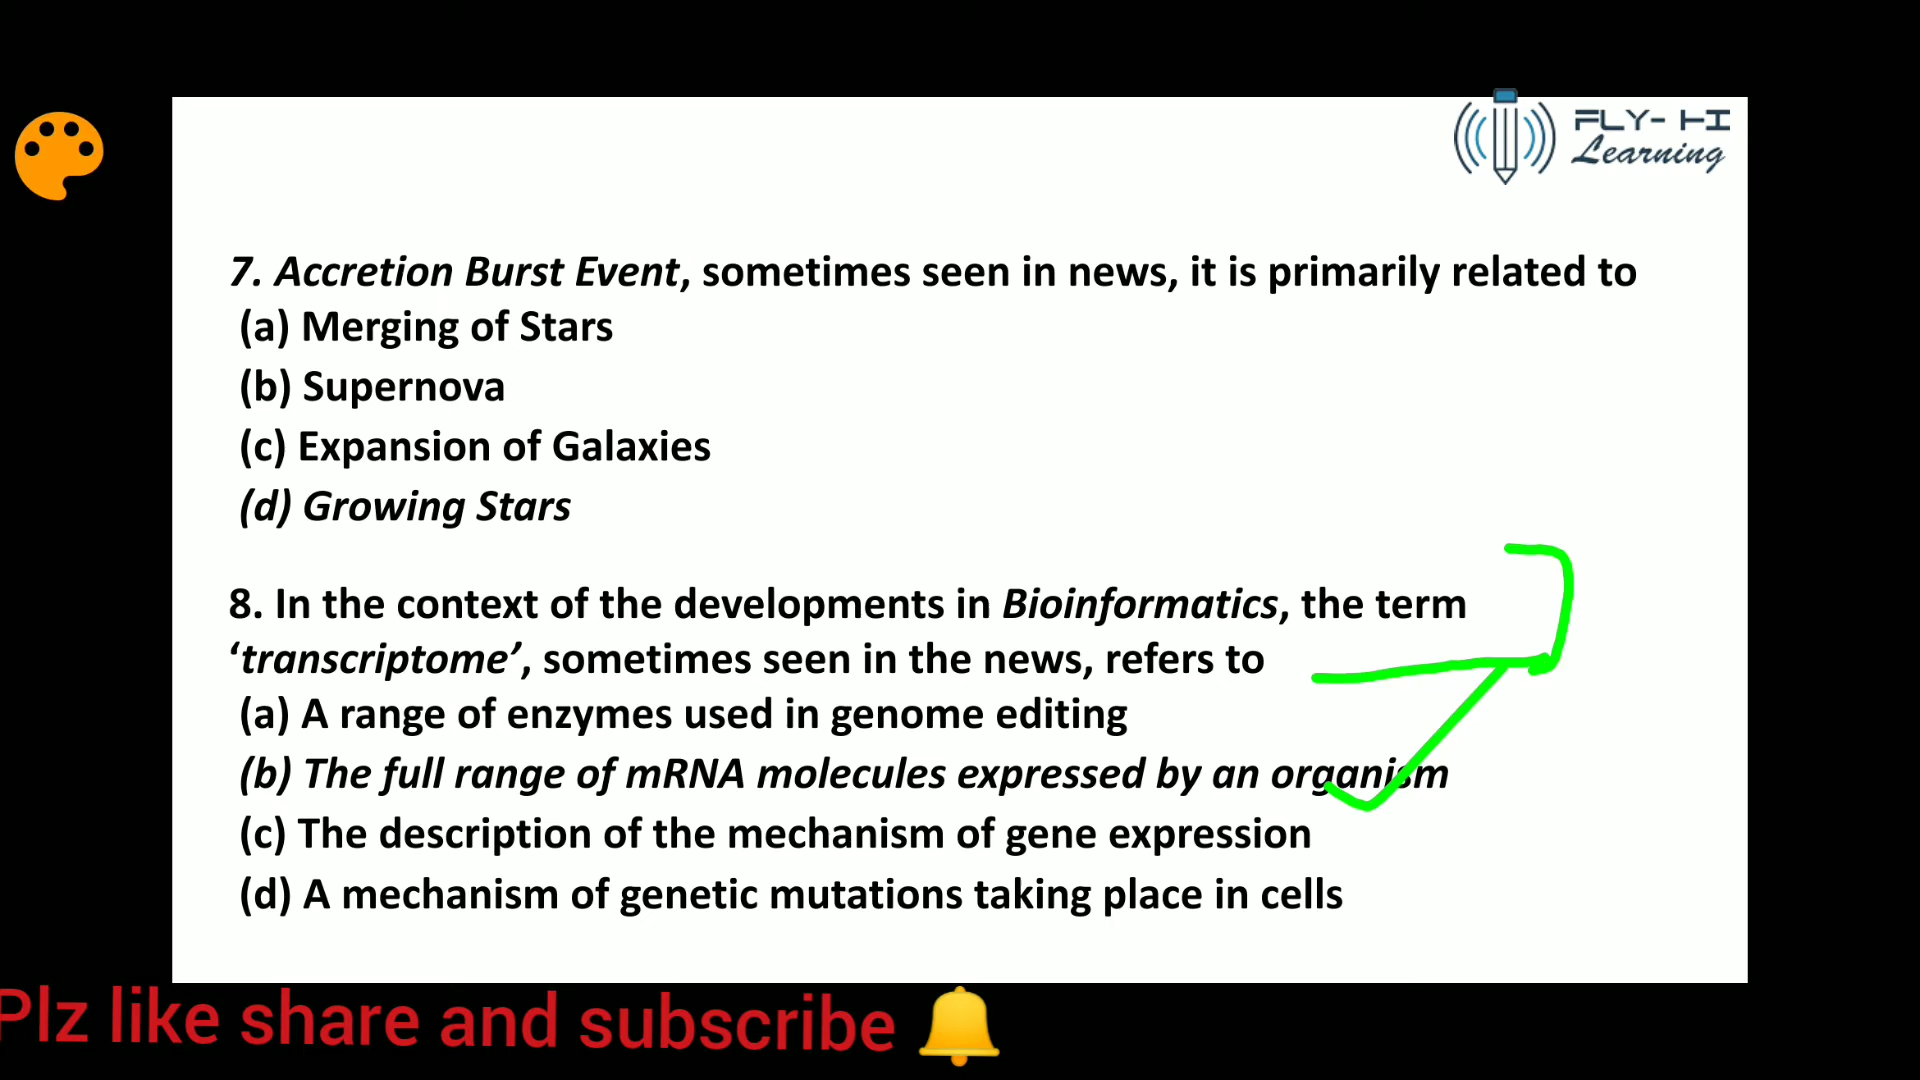 FLY-HI
Learning
7. Accretion Burst Event, sometimes seen in news, it is primarily related to
(a) Merging of Stars
(b) Supernova
(c) Expansion of Galaxies
(d) Growing Stars
8. In the context of the developments in Bioinformatics, the term
‘transcriptome’, sometimes seen in the news, refers to
(a) A range of enzymes used in genome editing
(b) The full range of mRNA molecules expressed by an organism
(c) The description of the mechanism of gene expression
(d) A mechanism of genetic mutations taking place in cells
Plz like share and subscribe